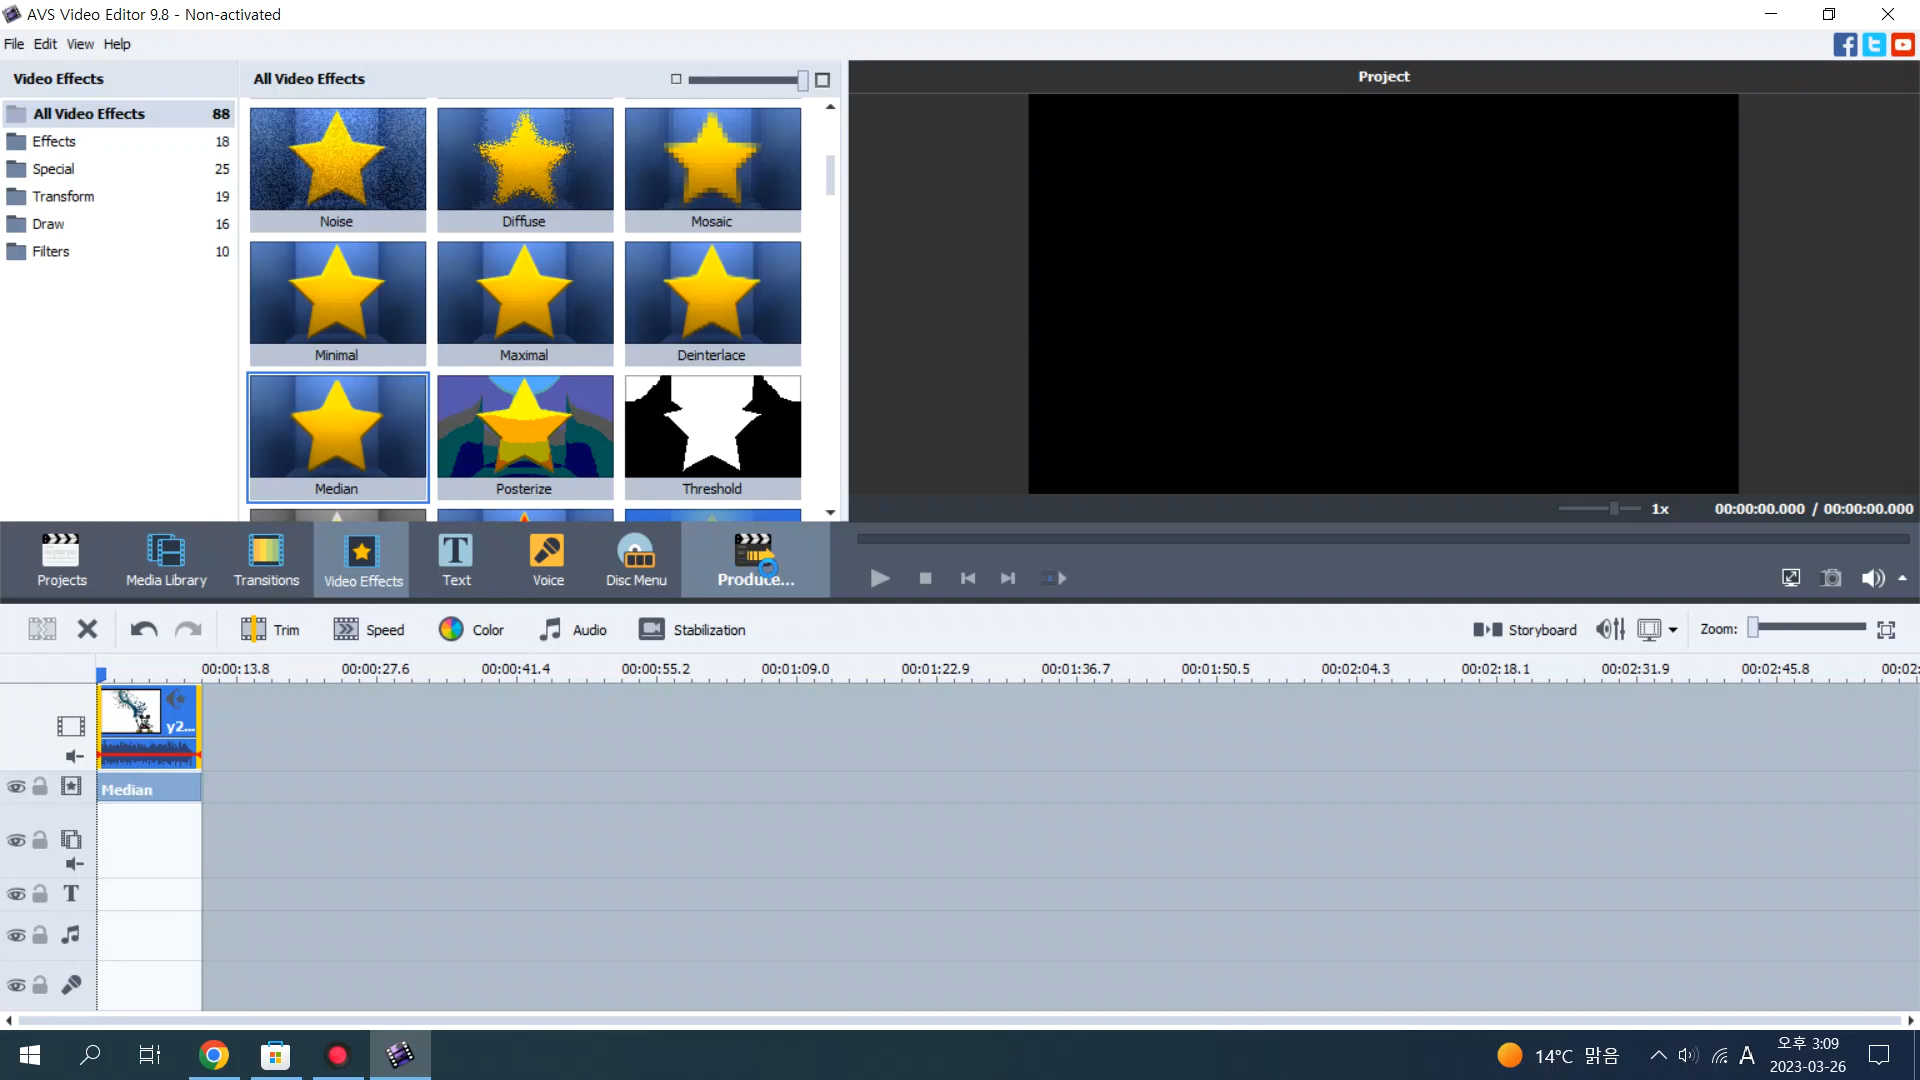 AVS Video Editor 9.8 - Non-activated
File Edit View Help
Video Effects
All Video Effects 88
Effects 18
Special 25
Transform 19
Draw 16
Filters 10
All Video Effects
Noise Diffuse Mosaic
Minimal Maximal Deinterlace
Median Posterize Threshold
Project
1x 00:00:00.000 / 00:00:00.000
Projects Media Library Transitions Video Effects Text Voice Disc Menu Produce...
Trim Speed Color Audio Stabilization Storyboard Zoom:
00:00:13.8 00:00:27.6 00:00:41.4 00:00:55.2 00:01:09.0 00:01:22.9 00:01:36.7 00:01:50.5 00:02:04.3 00:02:18.1 00:02:31.9 00:02:45.8 00:02:
y2...
Median
T
14°C 맑음 A 오후 3:09
2023-03-26